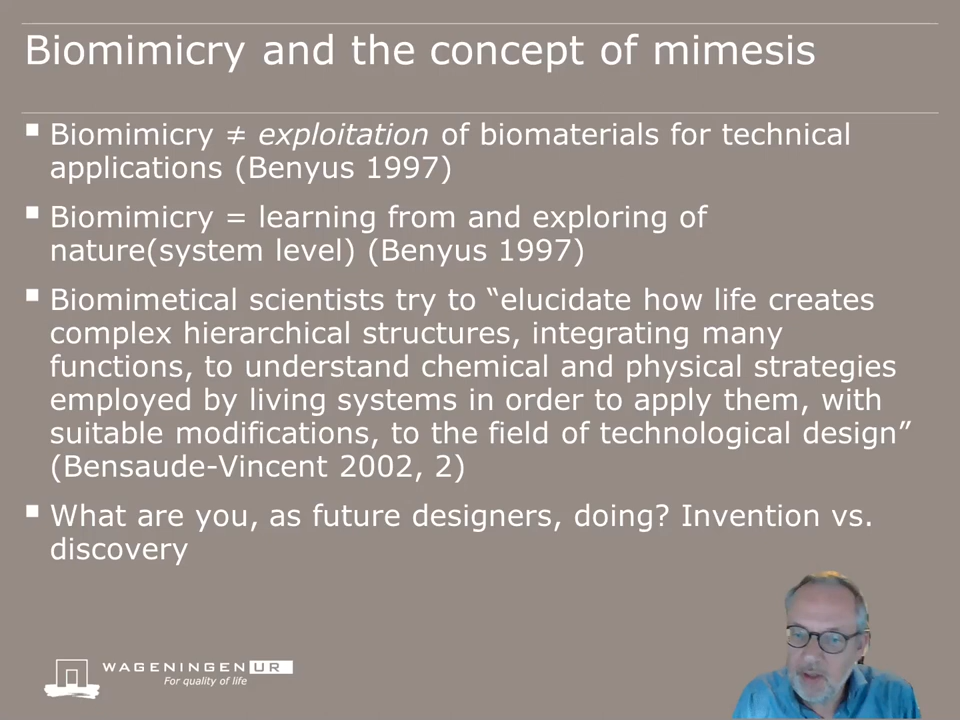 Biomimicry and the concept of mimesis
Biomimicry ≠ exploitation of biomaterials for technical
applications (Benyus 1997)
Biomimicry = learning from and exploring of
nature(system level) (Benyus 1997)
Biomimetical scientists try to “elucidate how life creates
complex hierarchical structures, integrating many
functions, to understand chemical and physical strategies
employed by living systems in order to apply them, with
suitable modifications, to the field of technological design”
(Bensaude-Vincent 2002, 2)
What are you, as future designers, doing? Invention vs.
discovery
WAGENINGEN UR
For quality of life